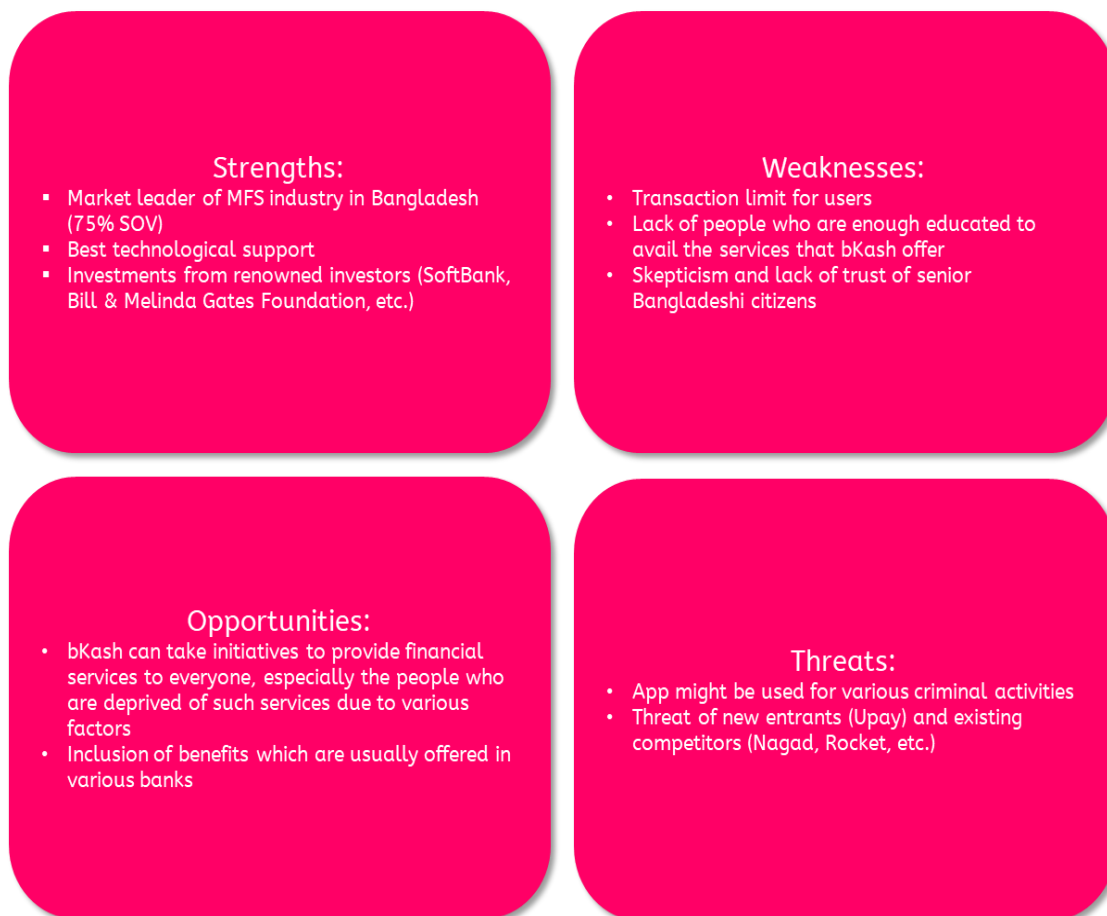 Strengths:
▪ Market leader of MFS industry in Bangladesh
(75% SOV)
▪ Best technological support
▪ Investments from renowned investors (SoftBank,
Bill & Melinda Gates Foundation, etc.)
Weaknesses:
• Transaction limit for users
• Lack of people who are enough educated to
avail the services that bKash offer
• Skepticism and lack of trust of senior
Bangladeshi citizens
Opportunities:
• bKash can take initiatives to provide financial
services to everyone, especially the people who
are deprived of such services due to various
factors
• Inclusion of benefits which are usually offered in
various banks
Threats:
• App might be used for various criminal activities
• Threat of new entrants (Upay) and existing
competitors (Nagad, Rocket, etc.)